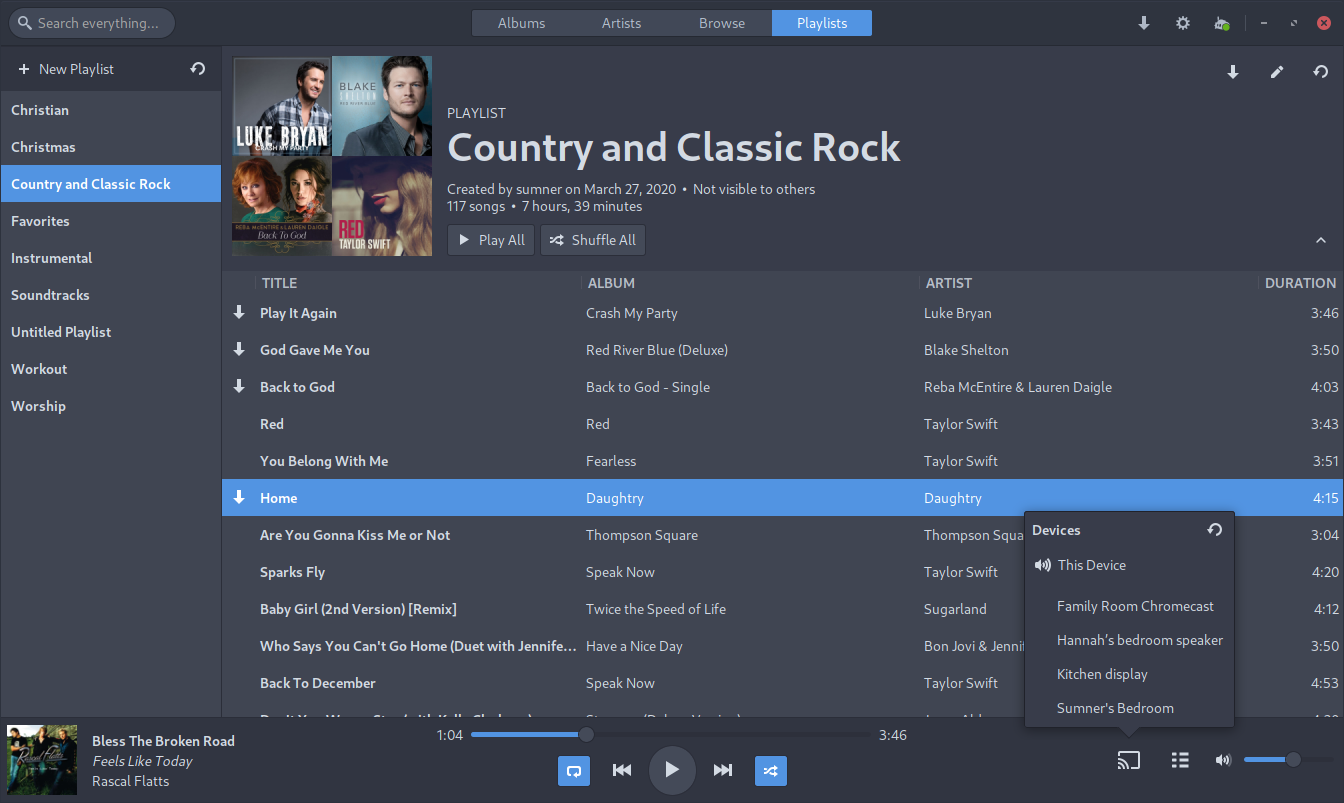 Search everything...
Albums
Artists
Browse
Playlists
New Playlist
Christian
Christmas
Country and Classic Rock
Favorites
Instrumental
Soundtracks
Untitled Playlist
Workout
Worship
LUKE BRYAN
CRASH MY PARTY
BLAKE
SHELTON
RED RIVER BLUE
REBA McENTIRE & LAUREN DAIGLE
Back To God
RED
TAYLOR SWIFT
PLAYLIST
Country and Classic Rock
Created by sumner on March 27, 2020 • Not visible to others
117 songs • 7 hours, 39 minutes
Play All
Shuffle All
TITLE ALBUM ARTIST DURATION
Play It Again Crash My Party Luke Bryan 3:46
God Gave Me You Red River Blue (Deluxe) Blake Shelton 3:50
Back to God Back to God - Single Reba McEntire & Lauren Daigle 4:03
Red Red Taylor Swift 3:43
You Belong With Me Fearless Taylor Swift 3:51
Home Daughtry Daughtry 4:15
Are You Gonna Kiss Me or Not Thompson Square Thompson Squa 3:04
Sparks Fly Speak Now Taylor Swift 4:20
Baby Girl (2nd Version) [Remix] Twice the Speed of Life Sugarland 4:12
Who Says You Can't Go Home (Duet with Jennife... Have a Nice Day Bon Jovi & Jennif 3:50
Back To December Speak Now Taylor Swift 4:53
Devices
This Device
Family Room Chromecast
Hannah's bedroom speaker
Kitchen display
Sumner's Bedroom
Rascal Flatts
Bless The Broken Road
Feels Like Today
Rascal Flatts
1:04
3:46